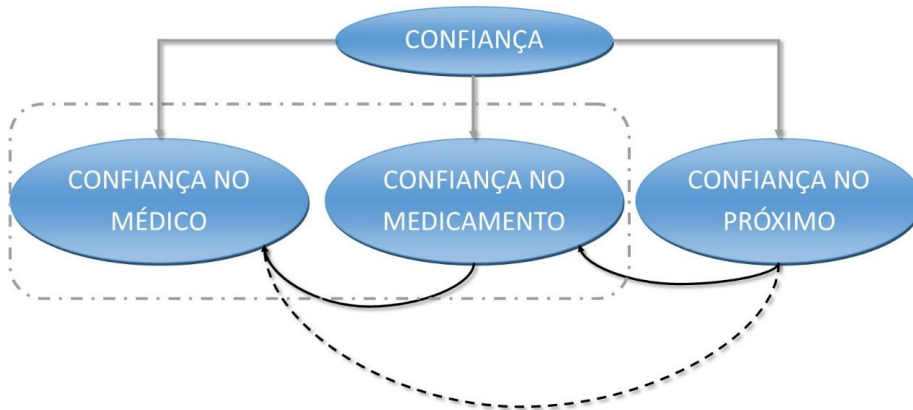 CONFIANÇA
CONFIANÇA NO
MÉDICO
CONFIANÇA NO
MEDICAMENTO
CONFIANÇA NO
PRÓXIMO